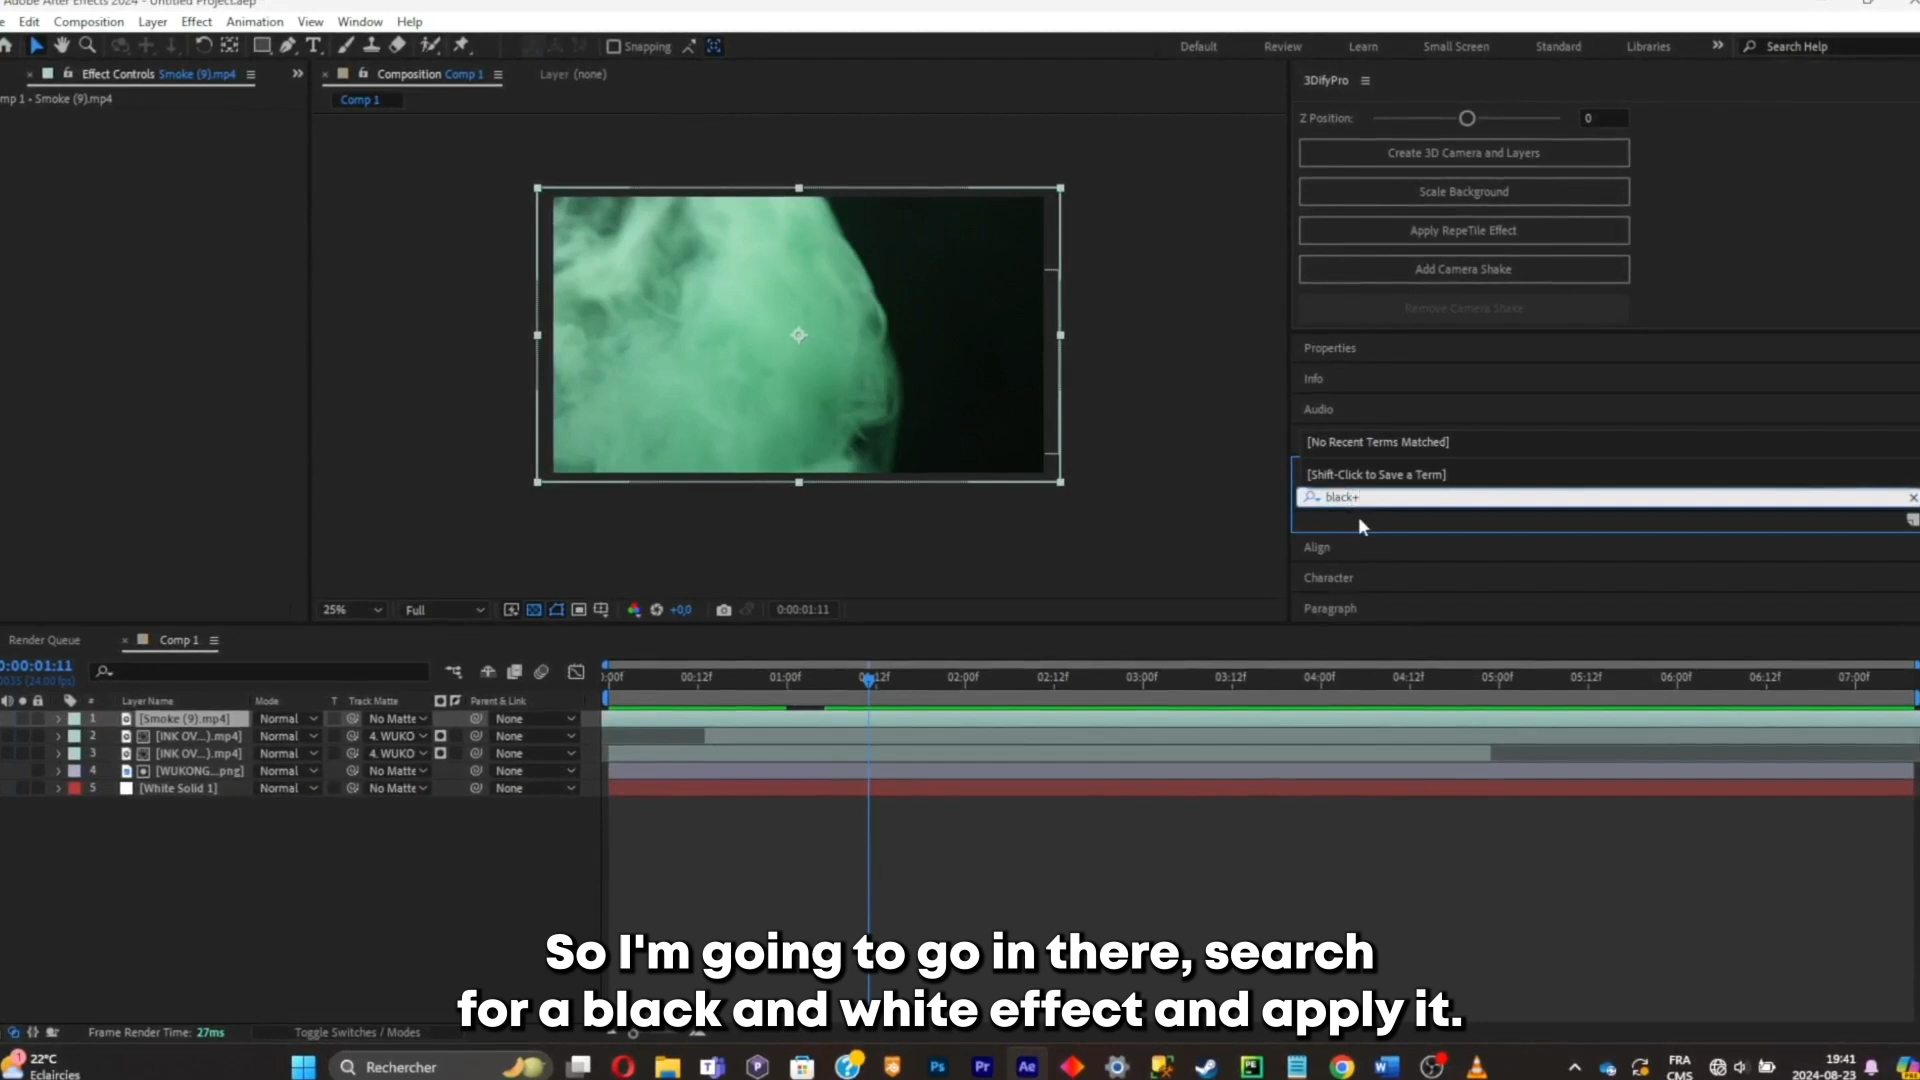 Adobe After Effects 2024 - Untitled Project.aep *
Edit Composition Layer Effect Animation View Window Help
Snapping
Default Review Learn Small Screen Standard Libraries Search Help
Effect Controls Smoke (9).mp4
Composition Comp 1
Layer (none)
3DifyPro
mp 1 • Smoke (9).mp4
Comp 1
Z Position: 0
Create 3D Camera and Layers
Scale Background
Apply RepeTile Effect
Add Camera Shake
Remove Camera Shake
Properties
Info
Audio
[No Recent Terms Matched]
[Shift-Click to Save a Term]
black+
Align
Character
Paragraph
25% Full +0,0 0:00:01:11
Render Queue Comp 1
0:00:01:11
0035 (24.00 fps)
:00f 00:12f 01:00f 02:00f 02:12f 03:00f 03:12f 04:00f 04:12f 05:00f 05:12f 06:00f 06:12f 07:00f
# Layer Name Mode T Track Matte Parent & Link
1 [Smoke (9).mp4] Normal No Matte None
2 [INK OV...).mp4] Normal 4. WUKO None
3 [INK OV...).mp4] Normal 4. WUKO None
4 [WUKONG....png] Normal No Matte None
5 [White Solid 1] Normal No Matte None
So I'm going to go in there, search
for a black and white effect and apply it.
Frame Render Time: 27ms Toggle Switches / Modes
1
22°C
Eclaircies
Rechercher
Ps Pr Ae
FRA
CMS
19:41
2024-08-23